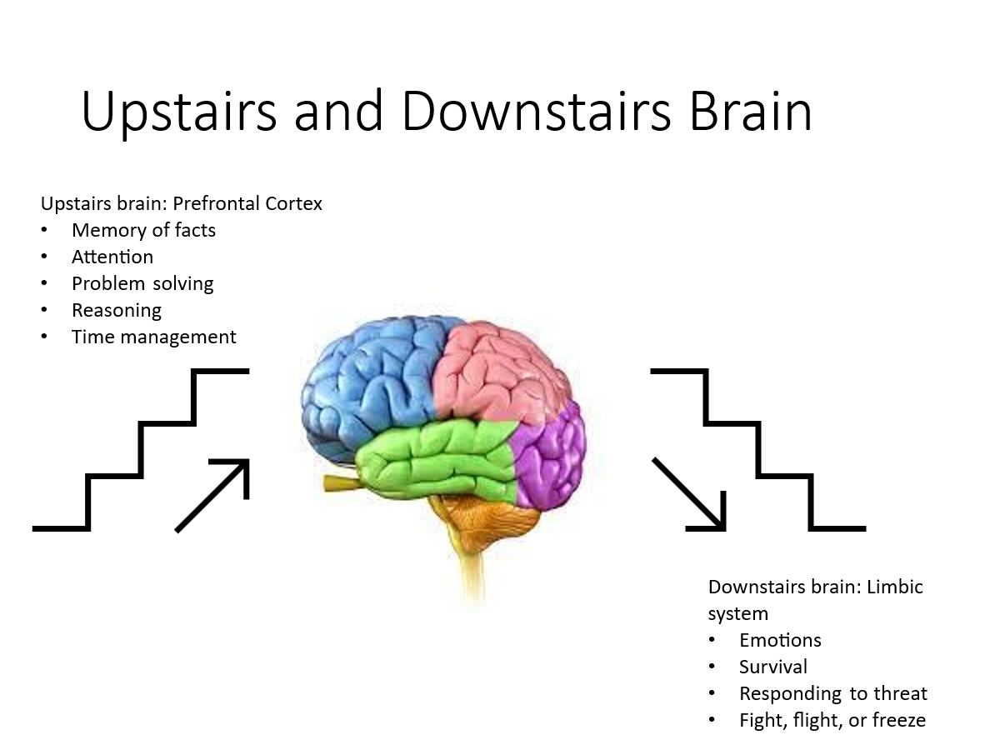 Upstairs and Downstairs Brain
Upstairs brain: Prefrontal Cortex
• Memory of facts
• Attention
• Problem solving
• Reasoning
• Time management
Downstairs brain: Limbic
system
• Emotions
• Survival
• Responding to threat
• Fight, flight, or freeze